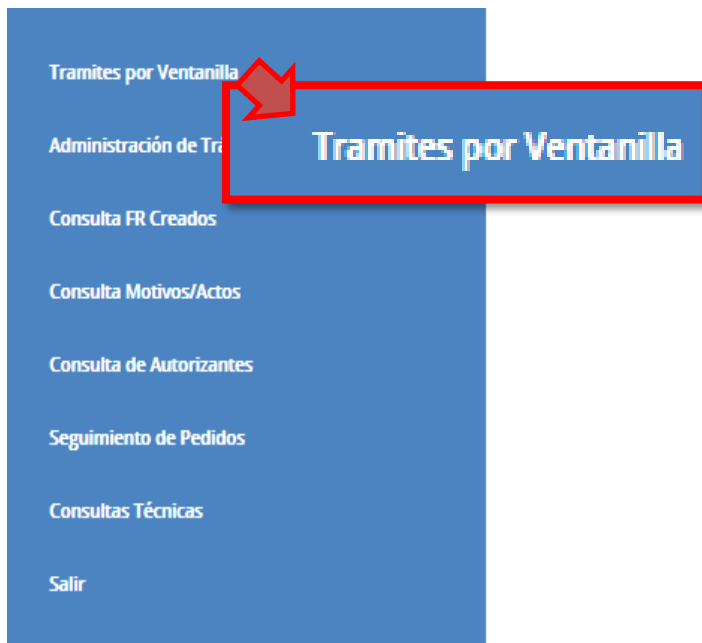 Tramites por Ventanilla
Tramites por Ventanilla
Administración de Trá
Consulta FR Creados
Consulta Motivos/Actos
Consulta de Autorizantes
Seguimiento de Pedidos
Consultas Técnicas
Salir